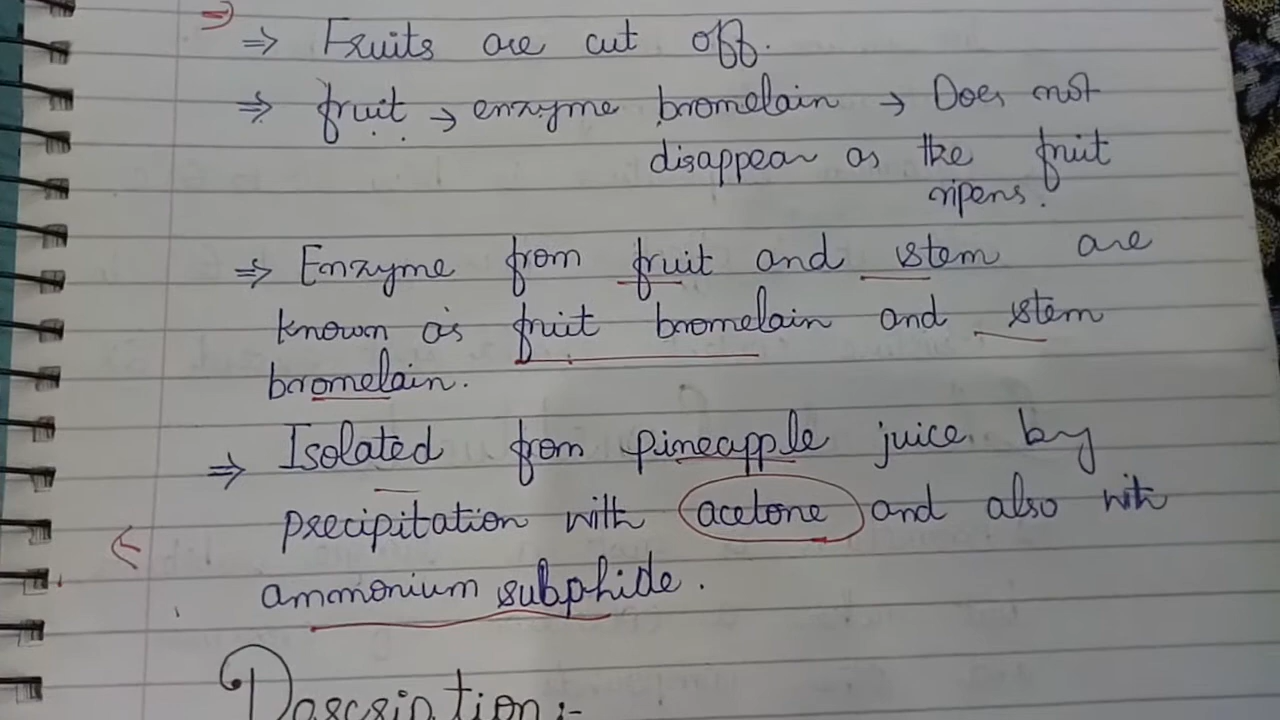 ⇒ Fruits are cut off.
⇒ fruit → enzyme bromelain → Does not
disappear as the fruit
ripens.
⇒ Enzyme from fruit and stem are
known as fruit bromelain and stem
bromelain.
⇒ Isolated from pineapple juice by
precipitation with acetone and also with
ammonium subphide.
Description :-